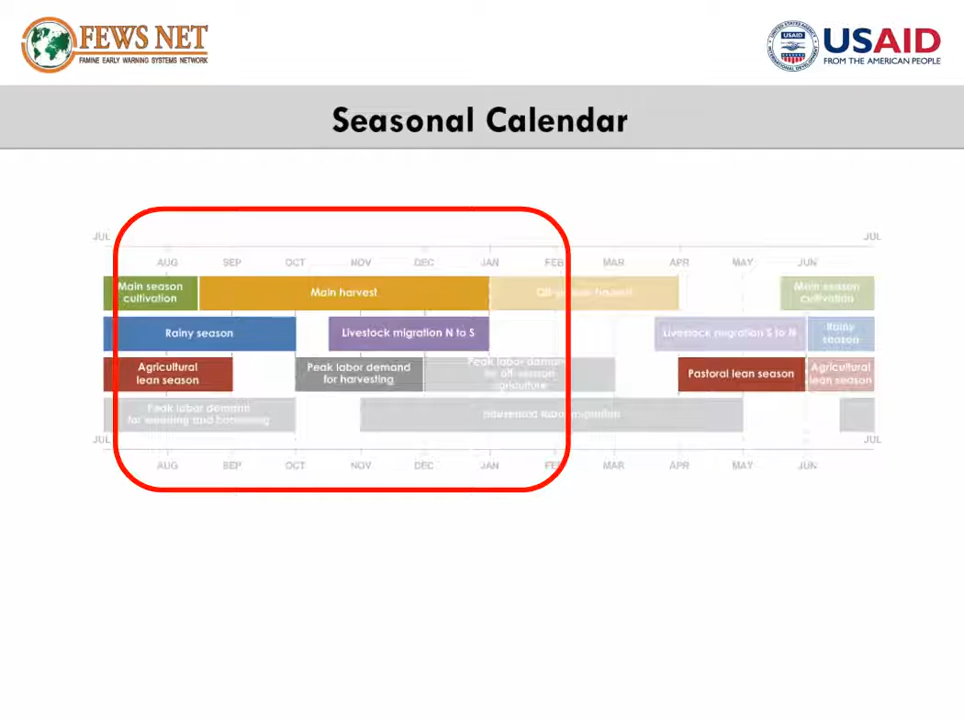 FEWS NET
FAMINE EARLY WARNING SYSTEMS NETWORK
USAID
FROM THE AMERICAN PEOPLE
Seasonal Calendar
JUL JUL
AUG SEP OCT NOV DEC JAN FEB MAR APR MAY JUN
Main season
cultivation
Main harvest
Off-season harvest
Main season
cultivation
Rainy season
Livestock migration N to S
Livestock migration S to N
Rainy
season
Agricultural
lean season
Peak labor demand
for harvesting
Peak labor demand
for off-season
agriculture
Pastoral lean season
Agricultural
lean season
Peak labor demand
for weeding and harvesting
Household labor migration
JUL JUL
AUG SEP OCT NOV DEC JAN FEB MAR APR MAY JUN